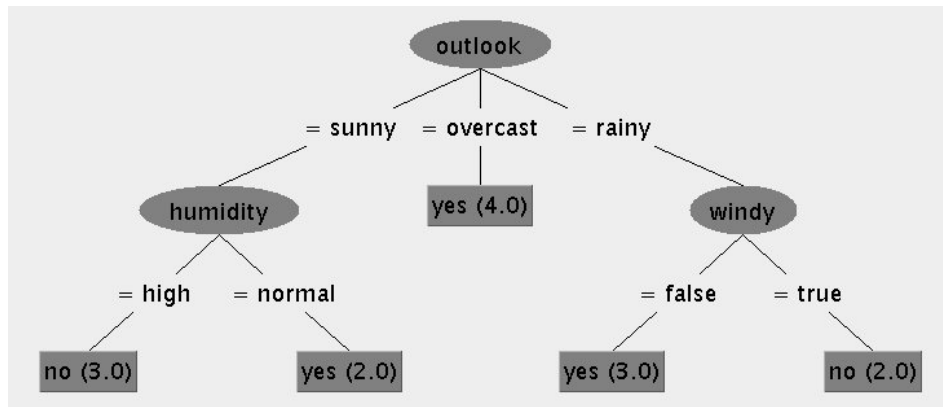 outlook
= sunny = overcast = rainy
humidity
yes (4.0)
windy
= high = normal
= false = true
no (3.0)
yes (2.0)
yes (3.0)
no (2.0)